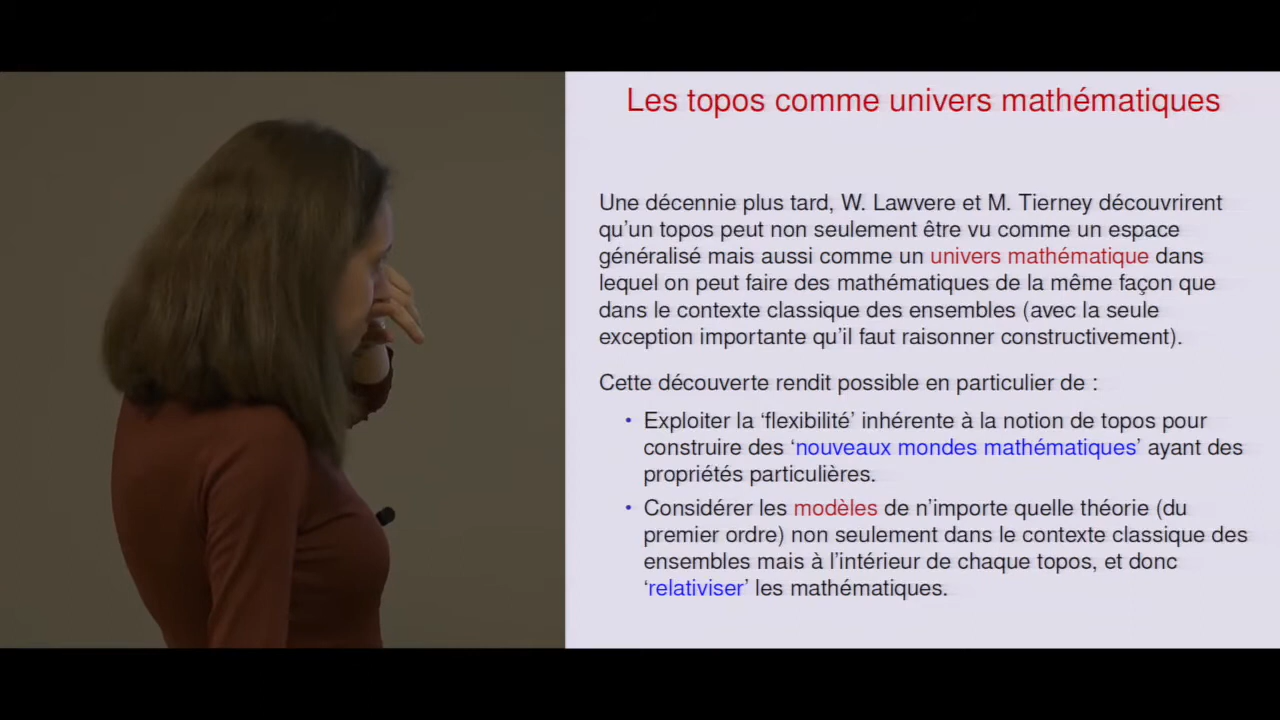 Les topos comme univers mathématiques
Une décennie plus tard, W. Lawvere et M. Tierney découvrirent
qu'un topos peut non seulement être vu comme un espace
généralisé mais aussi comme un univers mathématique dans
lequel on peut faire des mathématiques de la même façon que
dans le contexte classique des ensembles (avec la seule
exception importante qu'il faut raisonner constructivement).
Cette découverte rendit possible en particulier de :
• Exploiter la ‘flexibilité’ inhérente à la notion de topos pour
construire des ‘nouveaux mondes mathématiques’ ayant des
propriétés particulières.
• Considérer les modèles de n'importe quelle théorie (du
premier ordre) non seulement dans le contexte classique des
ensembles mais à l'intérieur de chaque topos, et donc
‘relativiser’ les mathématiques.